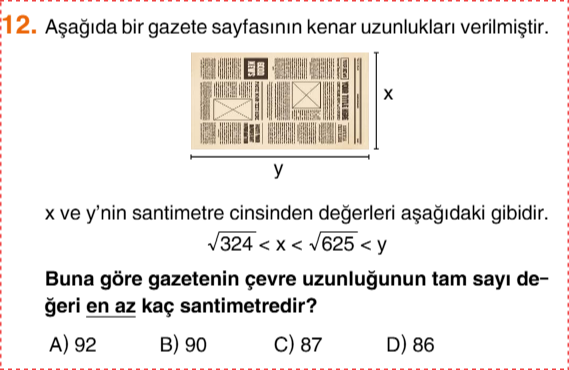 12. Aşağıda bir gazete sayfasının kenar uzunlukları verilmiştir.
x
y
x ve y'nin santimetre cinsinden değerleri aşağıdaki gibidir.
√324 < x < √625 < y
Buna göre gazetenin çevre uzunluğunun tam sayı de-
ğeri en az kaç santimetredir?
A) 92 B) 90 C) 87 D) 86